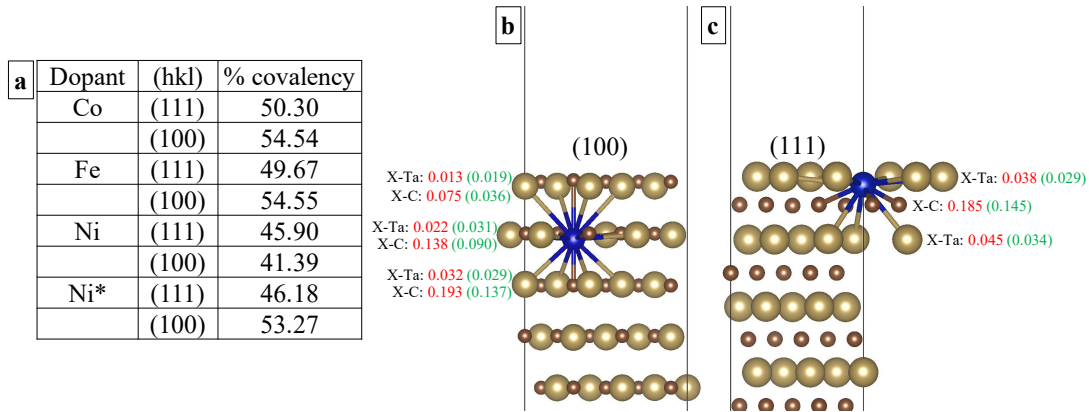 a
Dopant (hkl) % covalency
Co (111) 50.30
(100) 54.54
Fe (111) 49.67
(100) 54.55
Ni (111) 45.90
(100) 41.39
Ni* (111) 46.18
(100) 53.27
b
(100)
X-Ta: 0.013 (0.019)
X-C: 0.075 (0.036)
X-Ta: 0.022 (0.031)
X-C: 0.138 (0.090)
X-Ta: 0.032 (0.029)
X-C: 0.193 (0.137)
c
(111)
X-Ta: 0.038 (0.029)
X-C: 0.185 (0.145)
X-Ta: 0.045 (0.034)